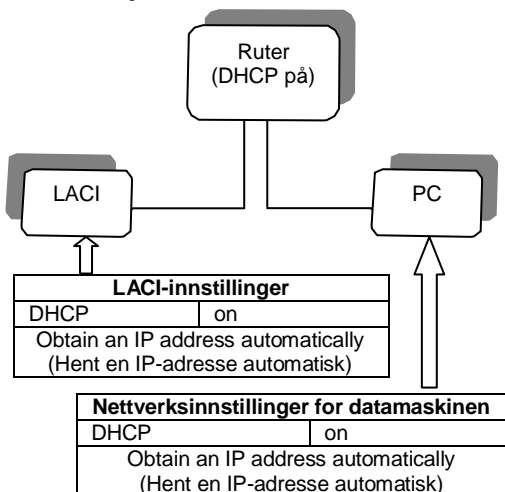 Ruter
(DHCP på)
LACI
PC
LACI-innstillinger
DHCP on
Obtain an IP address automatically
(Hent en IP-adresse automatisk)
Nettverksinnstillinger for datamaskinen
DHCP on
Obtain an IP address automatically
(Hent en IP-adresse automatisk)